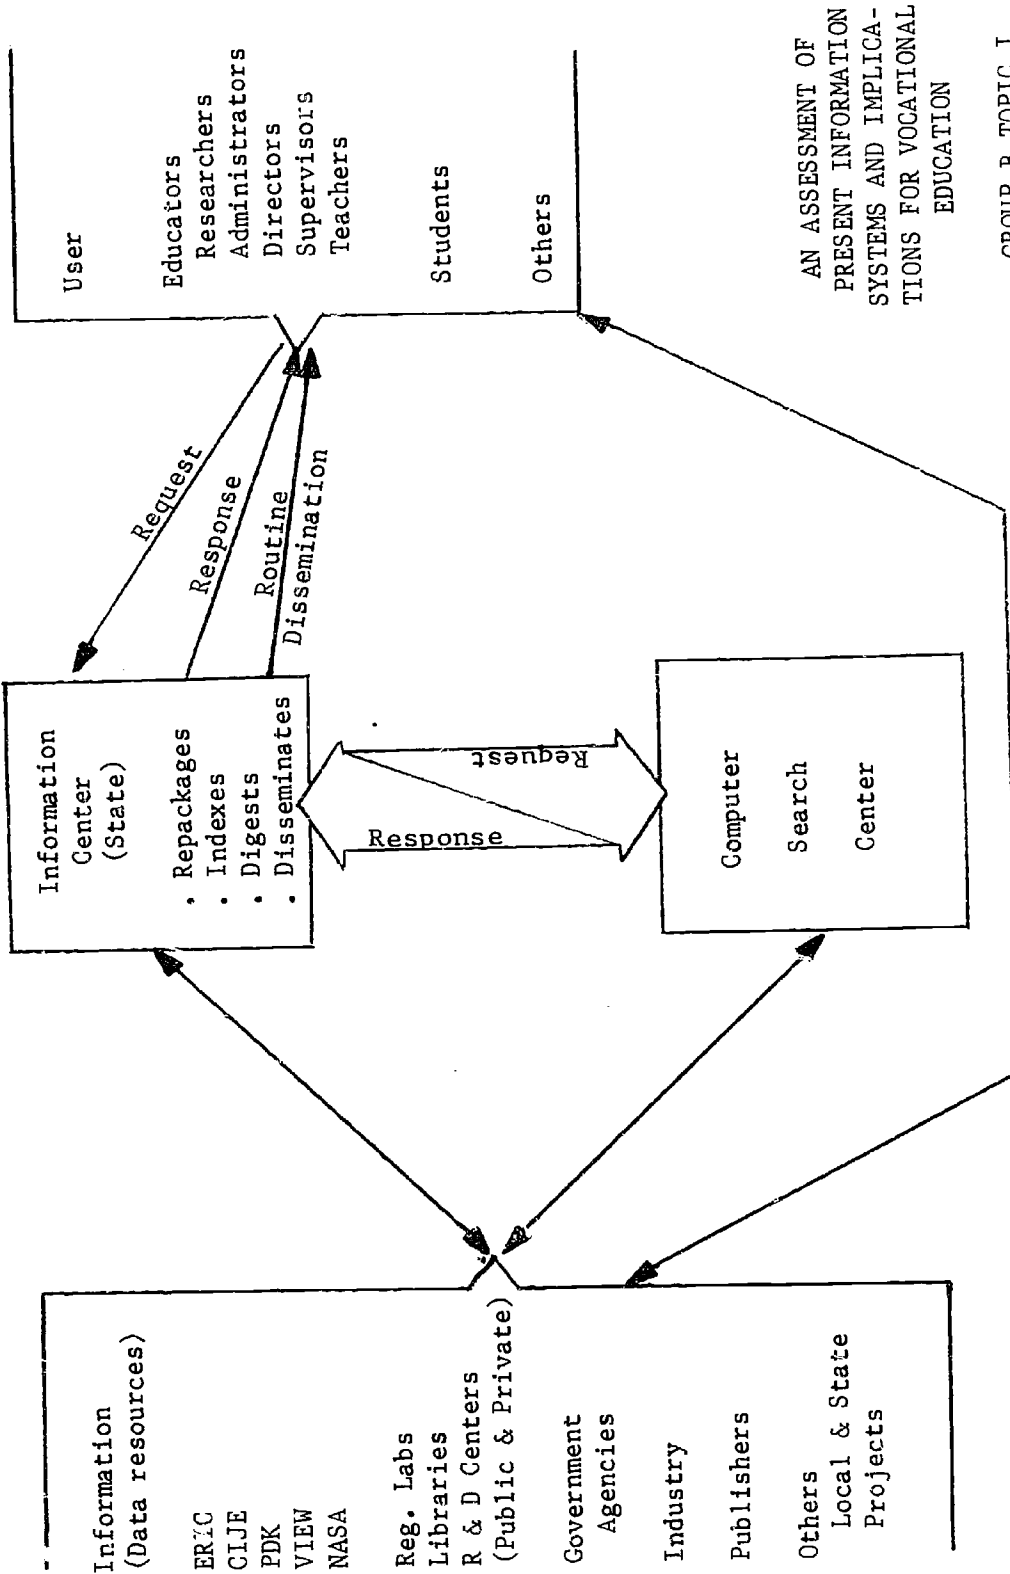 Information
(Data resources)
ERIC
CIJE
PDK
VIEW
NASA
Reg. Labs
Libraries
R & D Centers
(Public & Private)
Government
Agencies
Industry
Publishers
Others
Local & State
Projects
Information
Center
(State)
. Repackages
. Indexes
. Digests
. Disseminates
Response
Request
Computer
Search
Center
Request
Response
Routine
Dissemination
User
Educators
Researchers
Administrators
Directors
Supervisors
Teachers
Students
Others
AN ASSESSMENT OF
PRESENT INFORMATION
SYSTEMS AND IMPLICA-
TIONS FOR VOCATIONAL
EDUCATION
GROUP B TOPIC I